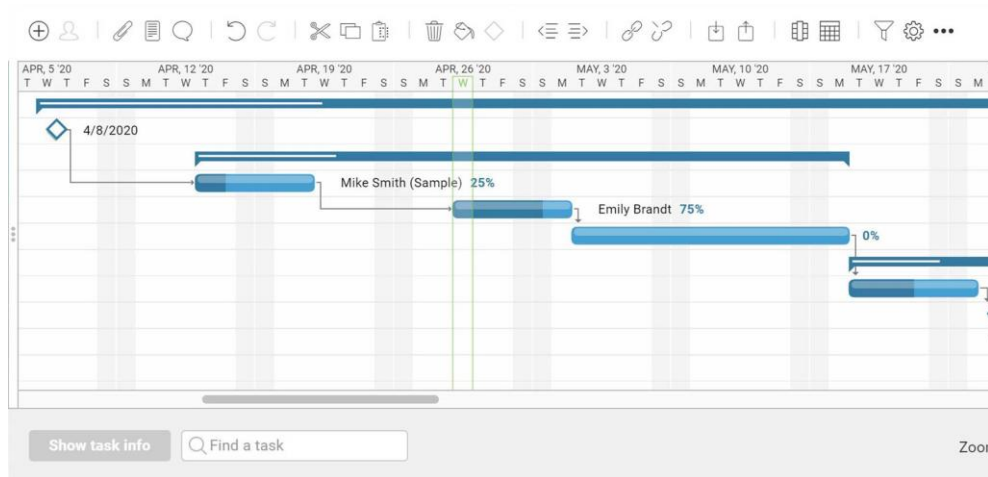 APR, 5 '20 APR, 12 '20 APR, 19 '20 APR, 26 '20 MAY, 3 '20 MAY, 10 '20 MAY, 17 '20
T W T F S S M T W T F S S M T W T F S S M T W T F S S M T W T F S S M T W T F S S M T W T F S S M
4/8/2020
Mike Smith (Sample) 25%
Emily Brandt 75%
0%
Show task info Find a task Zoor